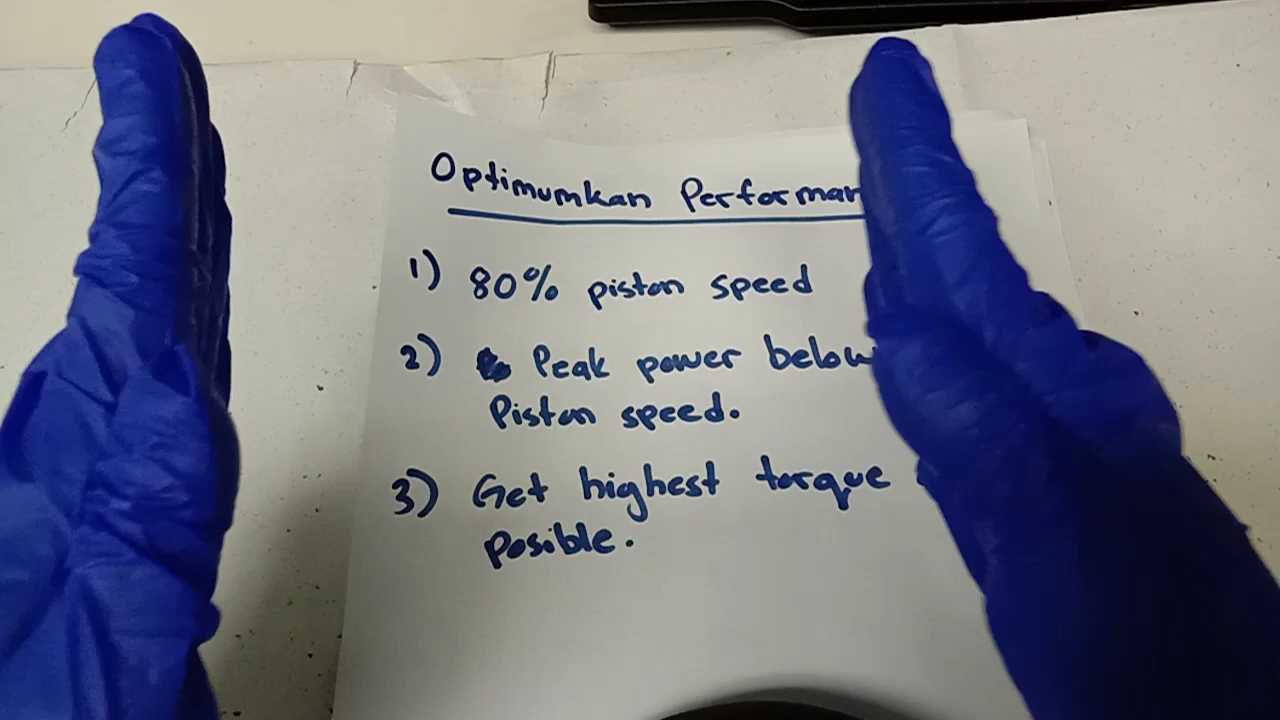 Optimumkan Performan
1) 80% piston speed
2) Peak power below
Piston speed.
3) Get highest torque
posible.